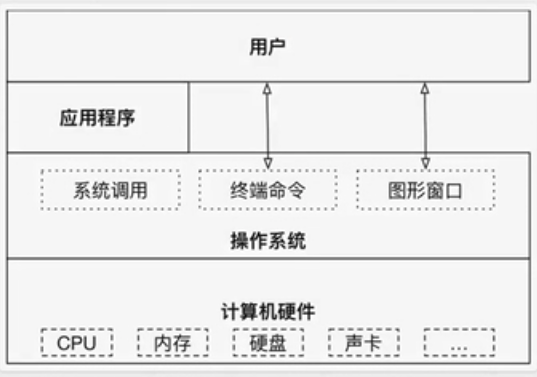 用户
应用程序
系统调用 终端命令 图形窗口
操作系统
计算机硬件
CPU 内存 硬盘 声卡 ...